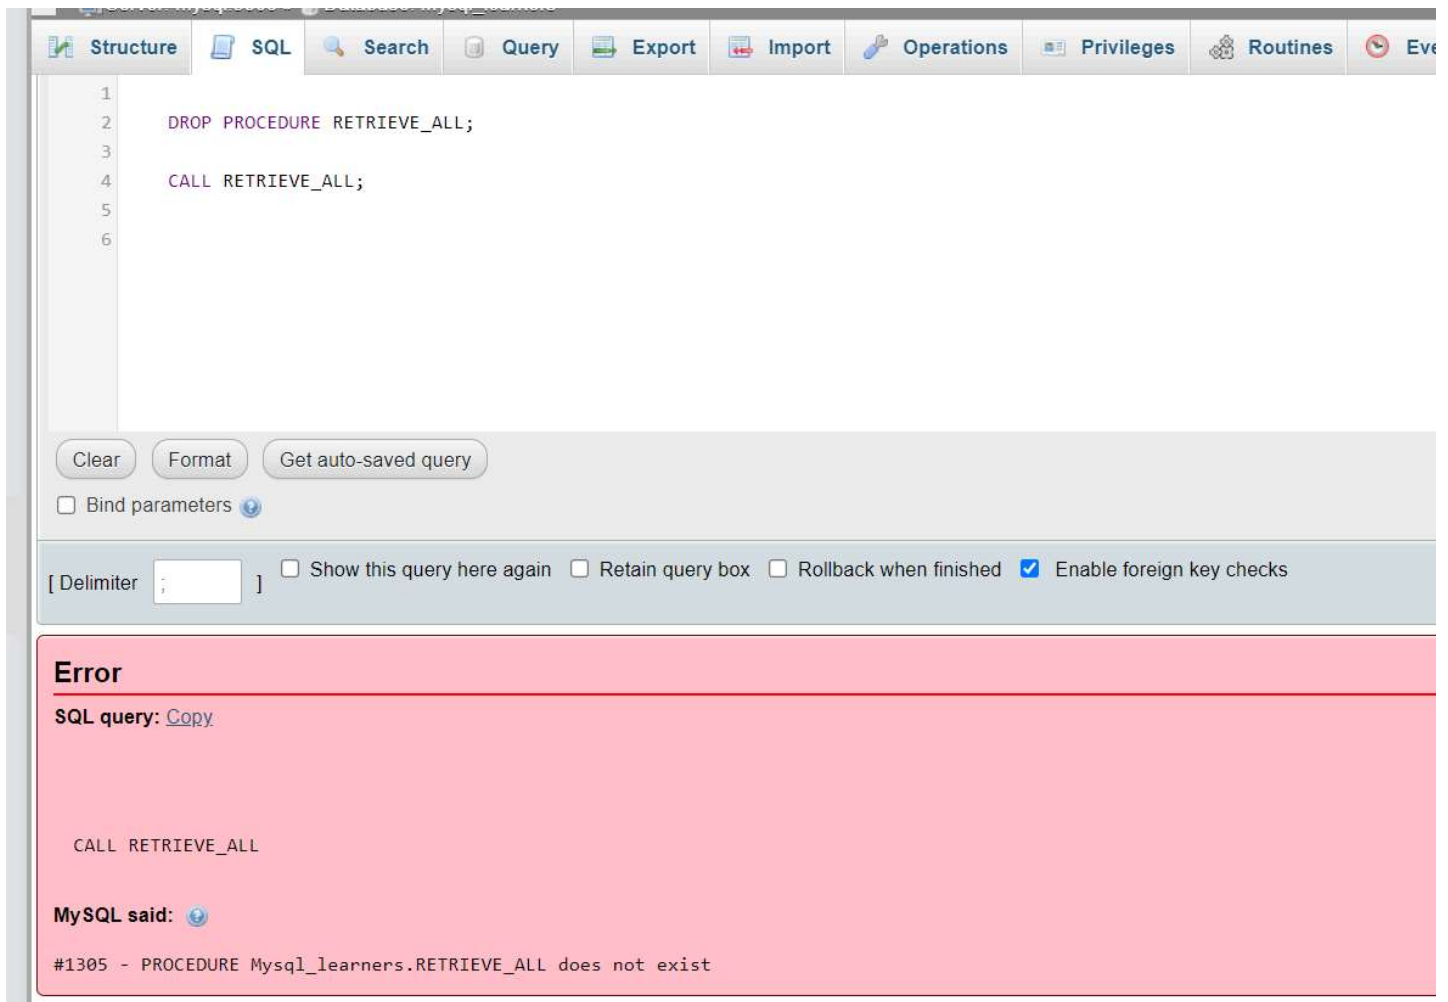 Structure SQL Search Query Export Import Operations Privileges Routines Eve
1
2 DROP PROCEDURE RETRIEVE_ALL;
3
4 CALL RETRIEVE_ALL;
5
6
Clear Format Get auto-saved query
Bind parameters
[ Delimiter ; ] Show this query here again Retain query box Rollback when finished Enable foreign key checks
Error
SQL query: Copy
CALL RETRIEVE_ALL
MySQL said:
#1305 - PROCEDURE Mysql_learners.RETRIEVE_ALL does not exist